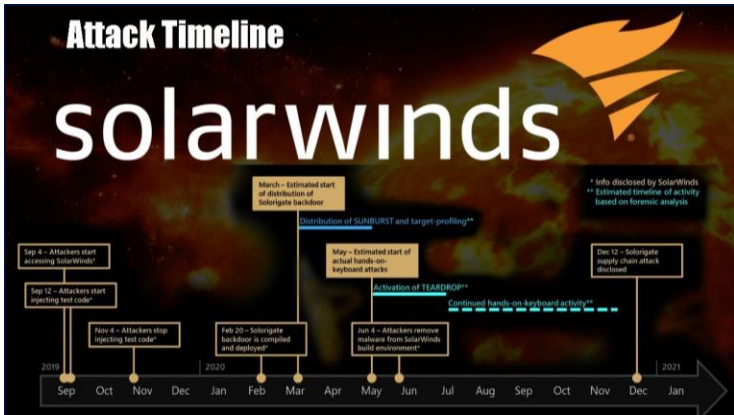 Attack Timeline
solarwinds
®
* Info disclosed by SolarWinds
** Estimated timeline of activity
based on forensic analysis
March – Estimated start
of distribution of
Solorigate backdoor
Distribution of SUNBURST and target-profiling**
Sep 4 – Attackers start
accessing SolarWinds*
May – Estimated start of
actual hands-on-
keyboard attacks
Dec 12 – Solorigate
supply chain attack
disclosed
Sep 12 – Attackers start
injecting test code*
Activation of TEARDROP**
Continued hands-on-keyboard activity**
Nov 4 – Attackers stop
injecting test code*
Feb 20 – Solorigate
backdoor is compiled
and deployed*
Jun 4 – Attackers remove
malware from SolarWinds
build environment*
2019 2020 2021
Sep Oct Nov Dec Jan Feb Mar Apr May Jun Jul Aug Sep Oct Nov Dec Jan